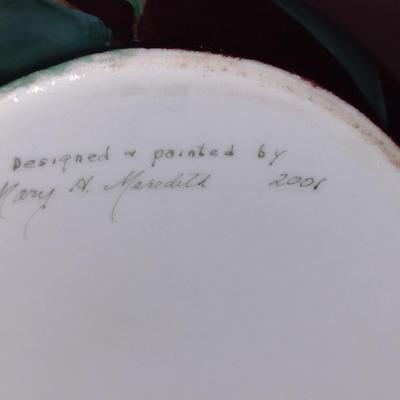 Designed & painted by
Mary H. Meredith 2001